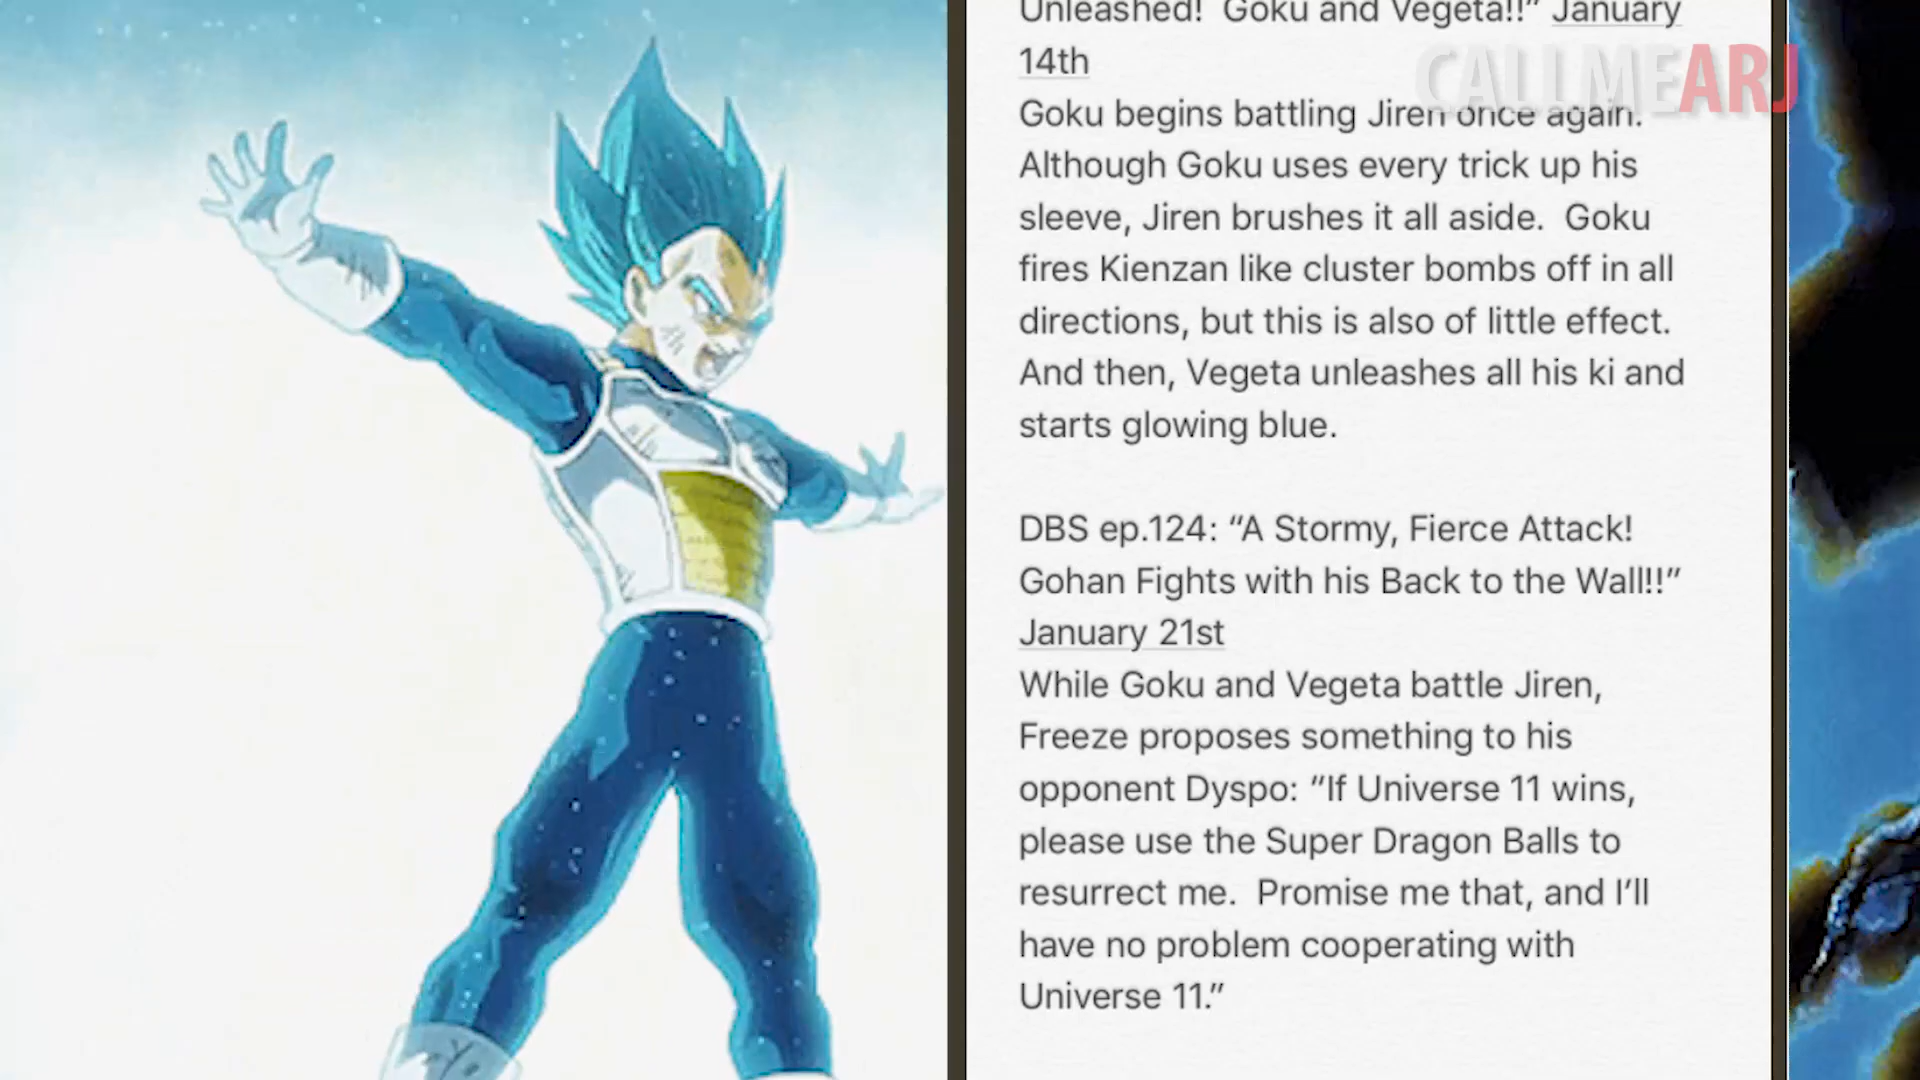 Unleashed!  Goku and Vegeta!!” January
14th
CALLMEARJ
Goku begins battling Jiren once again.
Although Goku uses every trick up his
sleeve, Jiren brushes it all aside.  Goku
fires Kienzan like cluster bombs off in all
directions, but this is also of little effect.
And then, Vegeta unleashes all his ki and
starts glowing blue.
DBS ep.124: “A Stormy, Fierce Attack!
Gohan Fights with his Back to the Wall!!”
January 21st
While Goku and Vegeta battle Jiren,
Freeze proposes something to his
opponent Dyspo: “If Universe 11 wins,
please use the Super Dragon Balls to
resurrect me.  Promise me that, and I’ll
have no problem cooperating with
Universe 11.”